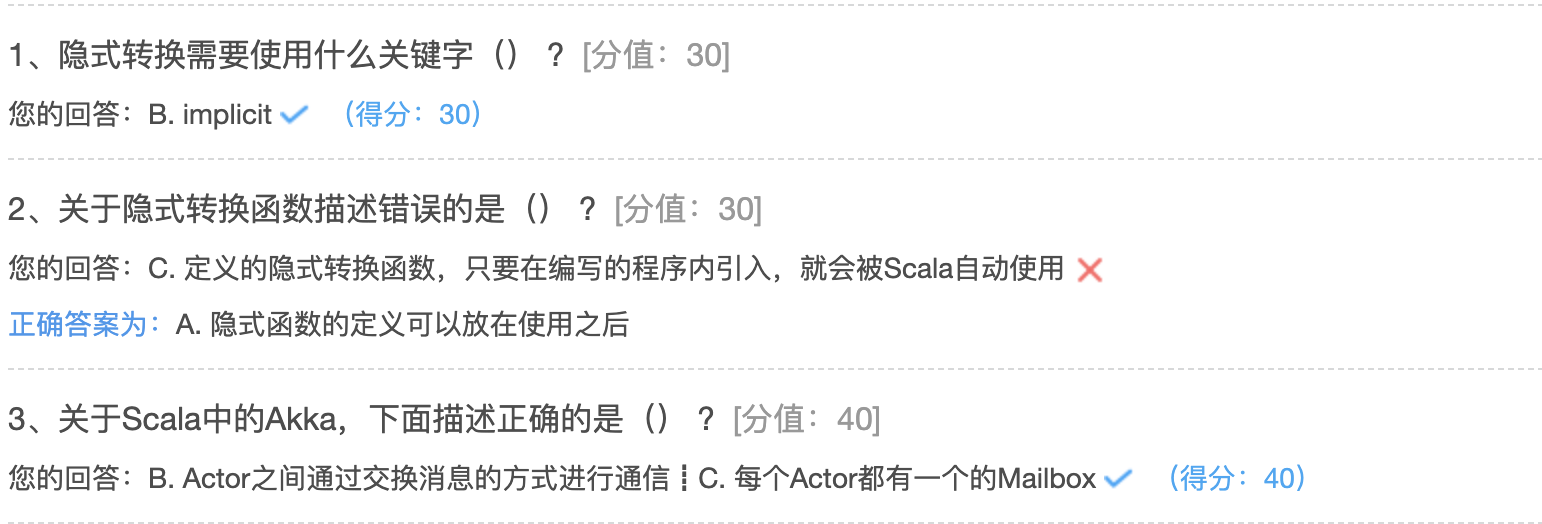 1、隐式转换需要使用什么关键字（） ？ [分值：30]
您的回答：B. implicit （得分：30）
2、关于隐式转换函数描述错误的是（） ？ [分值：30]
您的回答：C. 定义的隐式转换函数，只要在编写的程序内引入，就会被Scala自动使用
正确答案为：A. 隐式函数的定义可以放在使用之后
3、关于Scala中的Akka，下面描述正确的是（） ？ [分值：40]
您的回答：B. Actor之间通过交换消息的方式进行通信┋C. 每个Actor都有一个的Mailbox （得分：40）